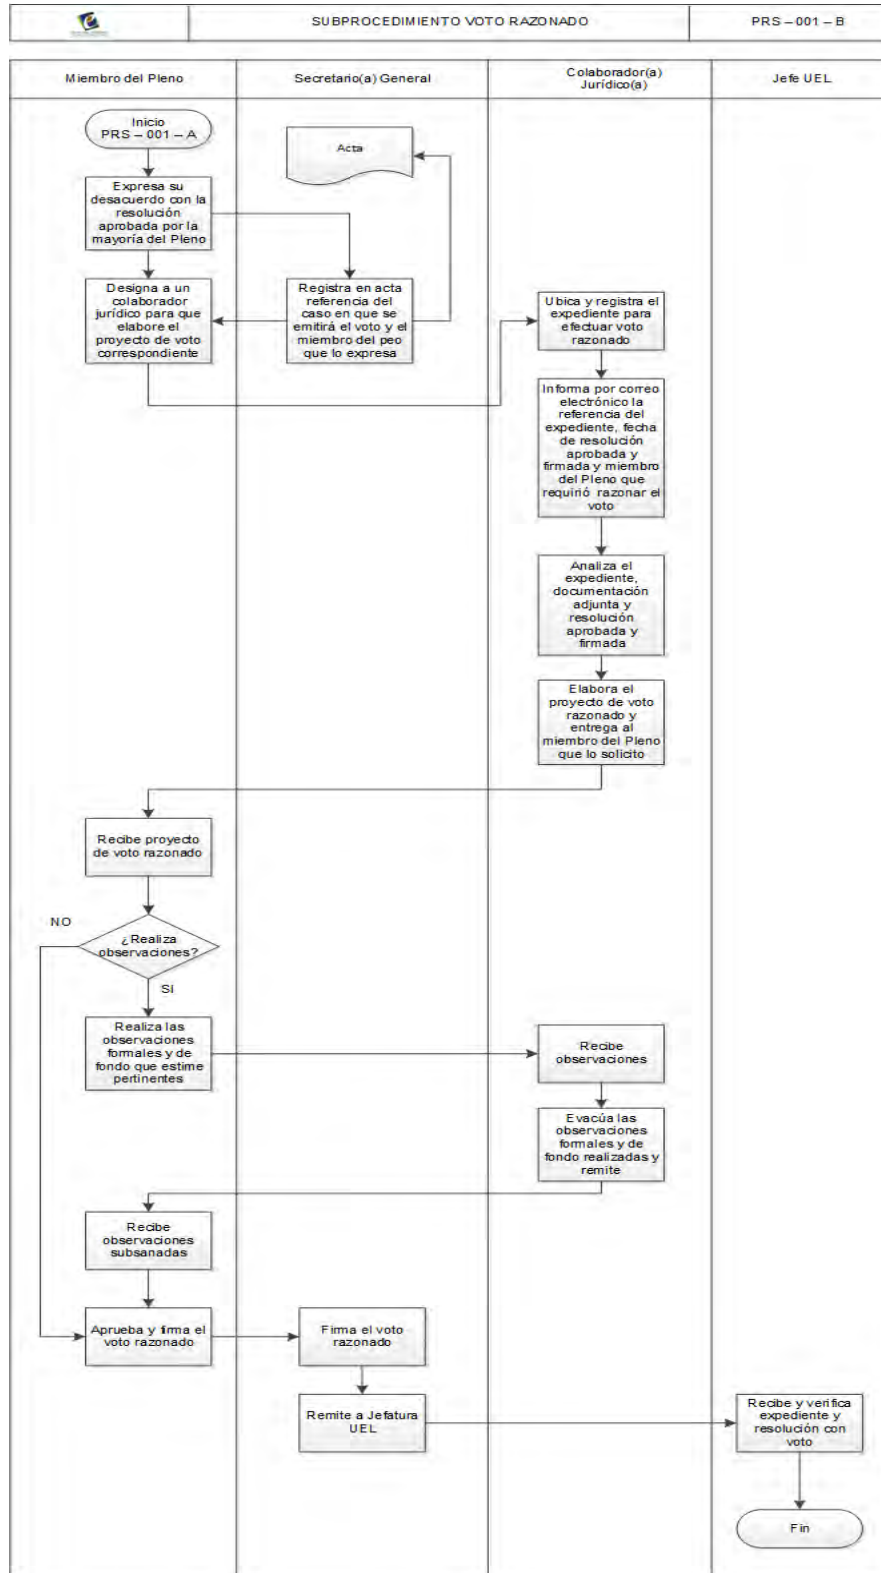 SUBPROCEDIMIENTO VOTO RAZONADO
PRS – 001 – B
Miembro del Pleno
Secretario(a) General
Colaborador(a)
Jurídico(a)
Jefe UEL
Inicio
PRS – 001 – A
Acta
Expresa su
desacuerdo con la
resolución
aprobada por la
mayoría del Pleno
Designa a un
colaborador
jurídico para que
elabore el
proyecto de voto
correspondiente
Registra en acta
referencia del
caso en que se
emitirá el voto y el
miembro del peo
que lo expresa
Ubica y registra el
expediente para
efectuar voto
razonado
Informa por correo
electrónico la
referencia del
expediente, fecha
de resolución
aprobada y
firmada y miembro
del Pleno que
requirió razonar el
voto
Analiza el
expediente,
documentación
adjunta y
resolución
aprobada y
firmada
Elabora el
proyecto de voto
razonado y
entrega al
miembro del Pleno
que lo solicito
Recibe proyecto
de voto razonado
NO
¿Realiza
observaciones?
SI
Realiza las
observaciones
formales y de
fondo que estime
pertinentes
Recibe
observaciones
Evacúa las
observaciones
formales y de
fondo realizadas y
remite
Recibe
observaciones
subsanadas
Aprueba y firma el
voto razonado
Firma el voto
razonado
Remite a Jefatura
UEL
Recibe y verifica
expediente y
resolución con
voto
Fin